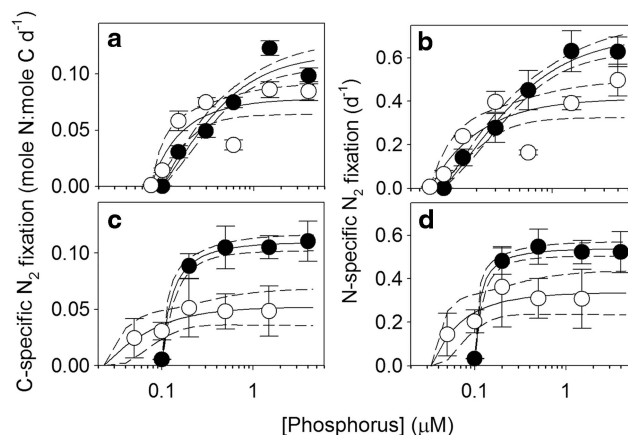 C-specific N2 fixation (mole N:mole C d-1)
a
0.10
0.05
0.00
c
0.10
0.05
0.00
0.1
1
N-specific N2 fixation (d-1)
b
0.6
0.4
0.2
0.0
d
0.6
0.4
0.2
0.0
0.1
1
[Phosphorus] (μM)